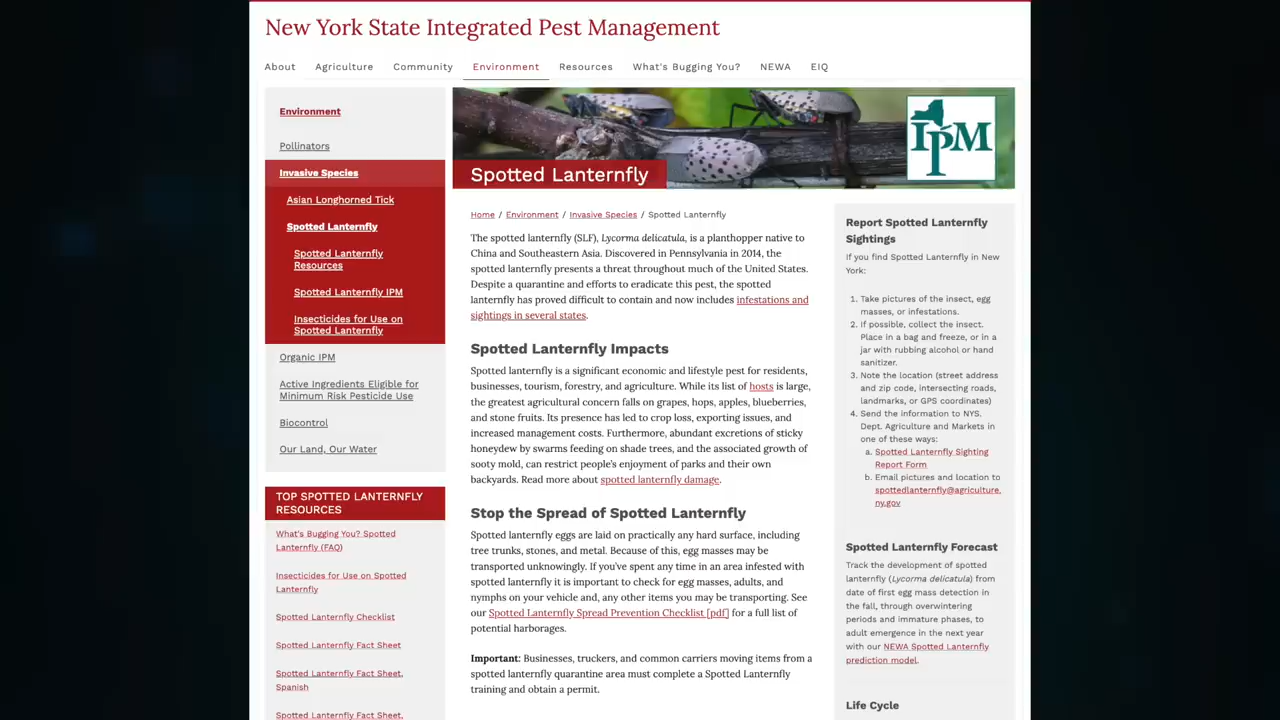 New York State Integrated Pest Management
About Agriculture Community Environment Resources What's Bugging You? NEWA EIQ
Environment
Pollinators
Invasive Species
Asian Longhorned Tick
Spotted Lanternfly
Spotted Lanternfly
Resources
Spotted Lanternfly IPM
Insecticides for Use on
Spotted Lanternfly
Organic IPM
Active Ingredients Eligible for
Minimum Risk Pesticide Use
Biocontrol
Our Land, Our Water
TOP SPOTTED LANTERNFLY
RESOURCES
What's Bugging You? Spotted
Lanternfly (FAQ)
Insecticides for Use on Spotted
Lanternfly
Spotted Lanternfly Checklist
Spotted Lanternfly Fact Sheet
Spotted Lanternfly Fact Sheet,
Spanish
Spotted Lanternfly Fact Sheet,
IPM
Spotted Lanternfly
Home / Environment / Invasive Species / Spotted Lanternfly
The spotted lanternfly (SLF), Lycorma delicatula, is a planthopper native to
China and Southeastern Asia. Discovered in Pennsylvania in 2014, the
spotted lanternfly presents a threat throughout much of the United States.
Despite a quarantine and efforts to eradicate this pest, the spotted
lanternfly has proved difficult to contain and now includes infestations and
sightings in several states.
Spotted Lanternfly Impacts
Spotted lanternfly is a significant economic and lifestyle pest for residents,
businesses, tourism, forestry, and agriculture. While its list of hosts is large,
the greatest agricultural concern falls on grapes, hops, apples, blueberries,
and stone fruits. Its presence has led to crop loss, exporting issues, and
increased management costs. Furthermore, abundant excretions of sticky
honeydew by swarms feeding on shade trees, and the associated growth of
sooty mold, can restrict people's enjoyment of parks and their own
backyards. Read more about spotted lanternfly damage.
Stop the Spread of Spotted Lanternfly
Spotted lanternfly eggs are laid on practically any hard surface, including
tree trunks, stones, and metal. Because of this, egg masses may be
transported unknowingly. If you've spent any time in an area infested with
spotted lanternfly it is important to check for egg masses, adults, and
nymphs on your vehicle and, any other items you may be transporting. See
our Spotted Lanternfly Spread Prevention Checklist [pdf] for a full list of
potential harborages.
Important: Businesses, truckers, and common carriers moving items from a
spotted lanternfly quarantine area must complete a Spotted Lanternfly
training and obtain a permit.
Report Spotted Lanternfly
Sightings
If you find Spotted Lanternfly in New
York:
1. Take pictures of the insect, egg
masses, or infestations.
2. If possible, collect the insect.
Place in a bag and freeze, or in a
jar with rubbing alcohol or hand
sanitizer.
3. Note the location (street address
and zip code, intersecting roads,
landmarks, or GPS coordinates)
4. Send the information to NYS.
Dept. Agriculture and Markets in
one of these ways:
a. Spotted Lanternfly Sighting
Report Form
b. Email pictures and location to
spottedlanternfly@agriculture.
ny.gov
Spotted Lanternfly Forecast
Track the development of spotted
lanternfly (Lycorma delicatula) from
date of first egg mass detection in
the fall, through overwintering
periods and immature phases, to
adult emergence in the next year
with our NEWA Spotted Lanternfly
prediction model.
Life Cycle